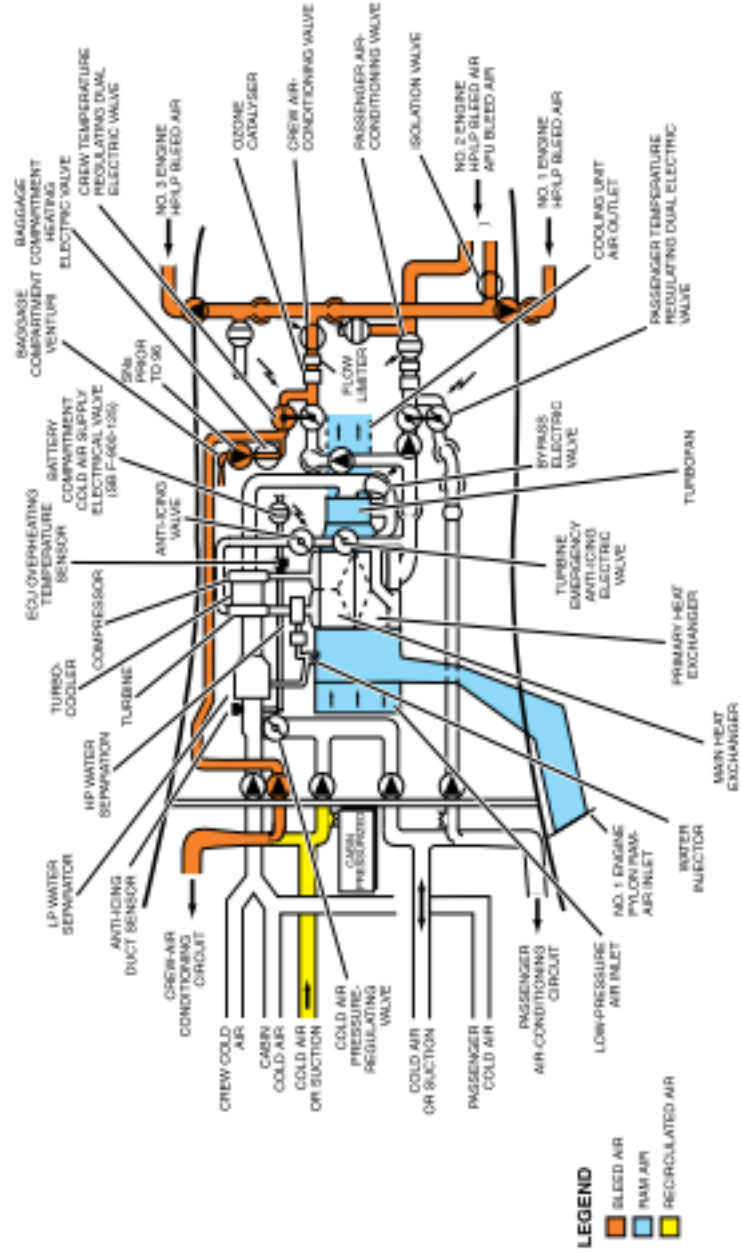 BAGGAGE
COMPARTMENT
VENTURI
BAGGAGE
COMPARTMENT
HEATING
ELECTRIC VALVE
CREW TEMPERATURE
REGULATING DUAL
ELECTRIC VALVE
NO. 3 ENGINE
HP/LP BLEED AIR
OZONE
CATALYSER
CREW AIR-
CONDITIONING VALVE
PASSENGER AIR-
CONDITIONING VALVE
ISOLATION VALVE
NO. 2 ENGINE
HP/LP BLEED AIR
APU BLEED AIR
NO. 1 ENGINE
HP/LP BLEED AIR
COOLING UNIT
AIR OUTLET
PASSENGER TEMPERATURE
REGULATING DUAL ELECTRIC
VALVE
SNs
PRIOR
TO 96
FLOW
LIMITER
BATTERY
COMPARTMENT
COLD AIR SUPPLY
ELECTRICAL VALVE
ANTI-ICING
VALVE
BYPASS
ELECTRIC
VALVE
TURBOFAN
ECU OVERHEATING
TEMPERATURE
SENSOR
COMPRESSOR
TURBO-
COOLER
TURBINE
HP WATER
SEPARATION
TURBINE
EMERGENCY
ANTI-ICING
ELECTRIC
VALVE
PRIMARY HEAT
EXCHANGER
MAIN HEAT
EXCHANGER
WATER
INJECTOR
LP WATER
SEPARATOR
ANTI-ICING
DUCT SENSOR
CABIN
PRESSURIZED
NO. 1 ENGINE
PYLON RAM-
AIR INLET
CREW-AIR
CONDITIONING
CIRCUIT
CREW COLD
AIR
CABIN
COLD AIR
COLD AIR
OR SUCTION
COLD AIR
PRESSURE-
REGULATING
VALVE
COLD AIR
OR SUCTION
PASSENGER
COLD AIR
PASSENGER
AIR-CONDITIONING
CIRCUIT
LOW-PRESSURE
AIR INLET
LEGEND
BLEED AIR
RAM AIR
RECIRCULATED AIR